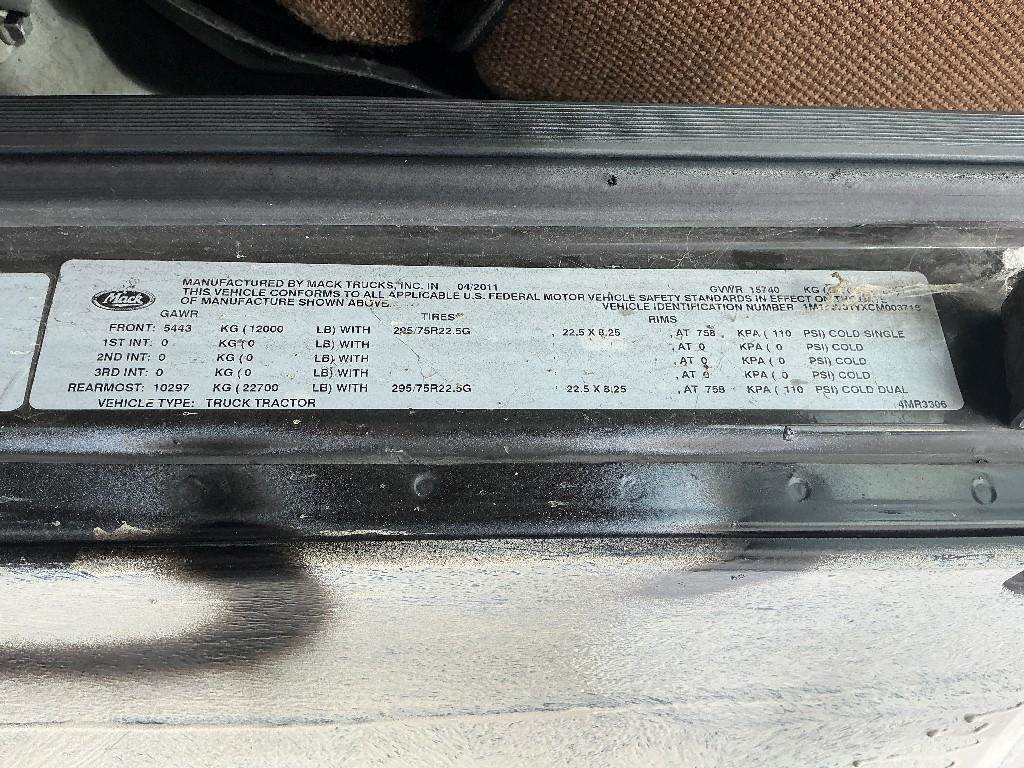 Mack
MANUFACTURED BY MACK TRUCKS, INC. IN 04/2011 GVWR 15740 KG (
THIS VEHICLE CONFORMS TO ALL APPLICABLE U.S. FEDERAL MOTOR VEHICLE SAFETY STANDARDS IN EFFECT ON THE
OF MANUFACTURE SHOWN ABOVE. VEHICLE IDENTIFICATION NUMBER
GAWR TIRES RIMS
FRONT: 5443 KG (12000 LB) WITH 295/75R22.5G 22.5 X 8.25 , AT 758 KPA ( 110 PSI) COLD SINGLE
1ST INT: 0 KG (0 LB) WITH , AT 0 KPA ( 0 PSI) COLD
2ND INT: 0 KG (0 LB) WITH , AT 0 KPA ( 0 PSI) COLD
3RD INT: 0 KG (0 LB) WITH , AT 0 KPA ( 0 PSI) COLD
REARMOST: 10297 KG (22700 LB) WITH 295/75R22.5G 22.5 X 8.25 , AT 758 KPA ( 110 PSI) COLD DUAL
VEHICLE TYPE: TRUCK TRACTOR 4MR3306